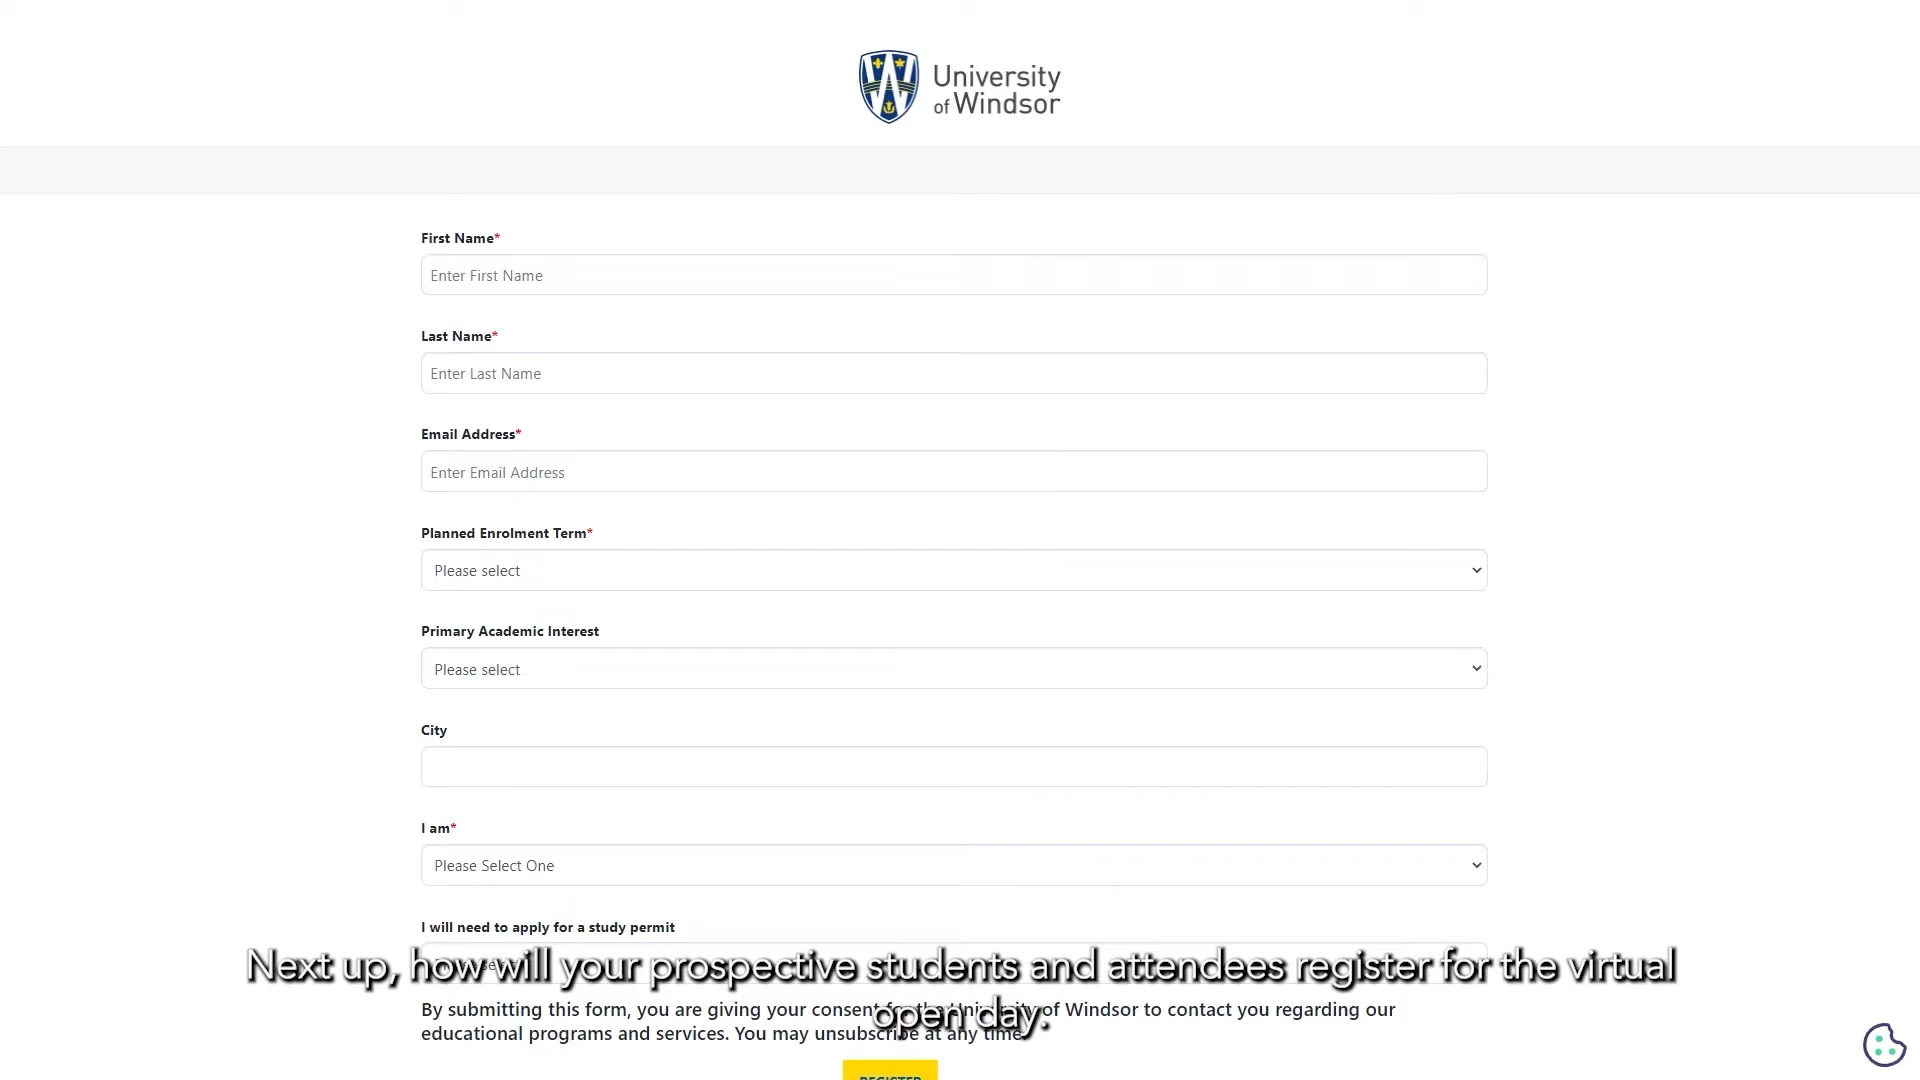 University
of Windsor
First Name*
Enter First Name
Last Name*
Enter Last Name
Email Address*
Enter Email Address
Planned Enrolment Term*
Please select
Primary Academic Interest
Please select
City
I am*
Please Select One
I will need to apply for a study permit
Next up, how will your prospective students and attendees register for the virtual
open day.
By submitting this form, you are giving your consent for the University of Windsor to contact you regarding our
educational programs and services. You may unsubscribe at any time.
REGISTER